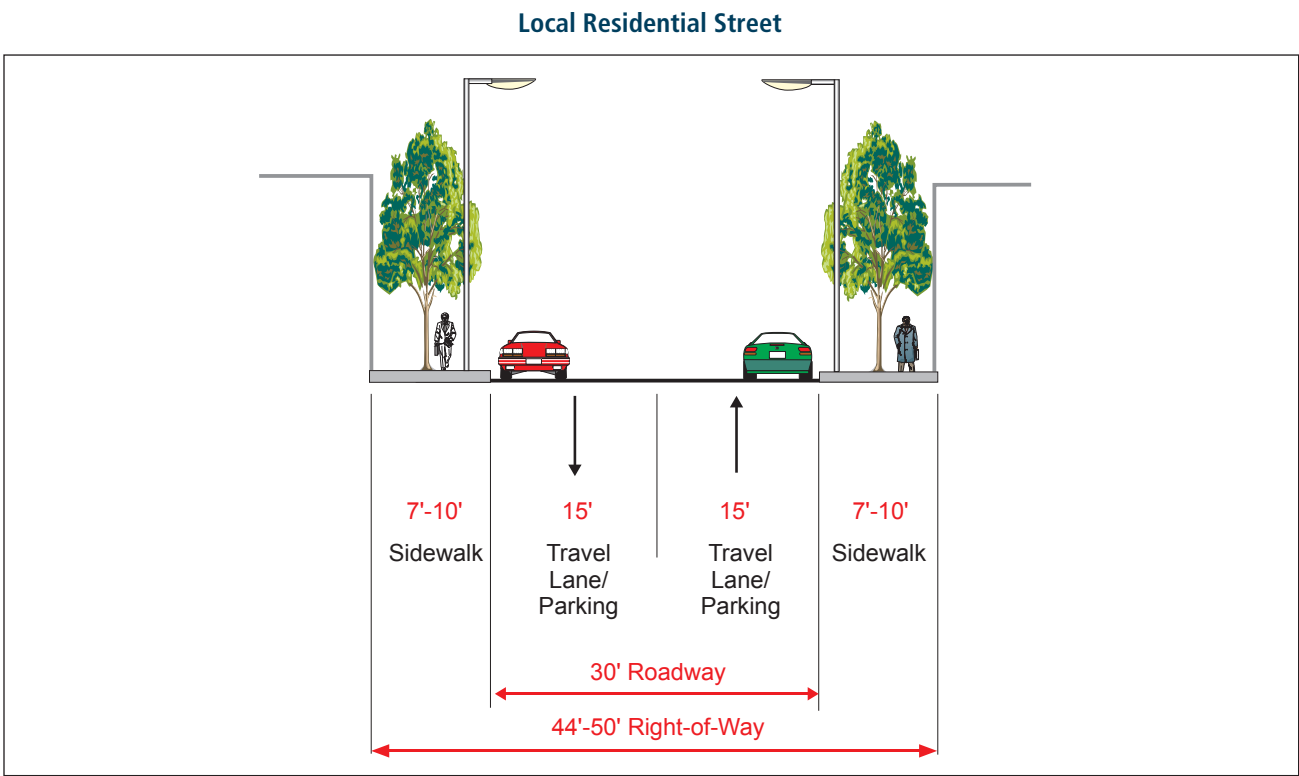 Local Residential Street
7'-10' 15' 15' 7'-10'
Sidewalk Travel Lane/ Parking Travel Lane/ Parking Sidewalk
30' Roadway
44'-50' Right-of-Way